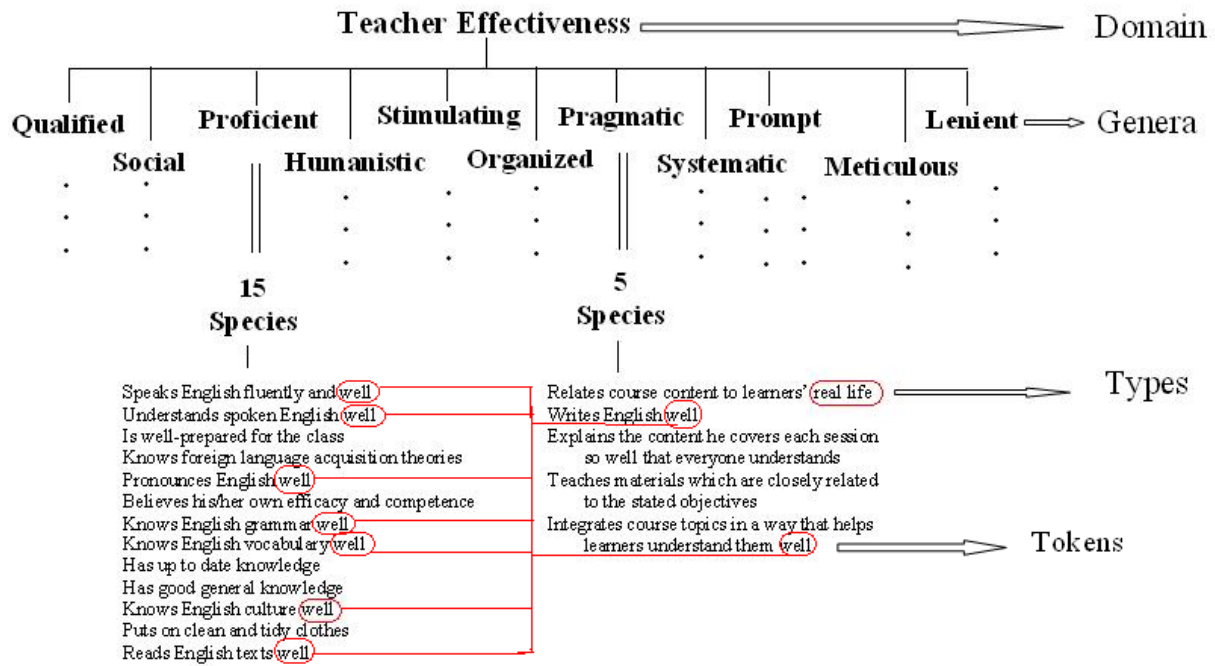 Teacher Effectiveness
Domain
Qualified
Proficient
Stimulating
Pragmatic
Prompt
Lenient
Genera
Social
Humanistic
Organized
Systematic
Meticulous
15
Species
5
Species
Speaks English fluently and well
Understands spoken English well
Is well-prepared for the class
Knows foreign language acquisition theories
Pronounces English well
Believes his/her own efficacy and competence
Knows English grammar well
Knows English vocabulary well
Has up to date knowledge
Has good general knowledge
Knows English culture well
Puts on clean and tidy clothes
Reads English texts well
Relates course content to learners' real life
Writes English well
Explains the content he covers each session
so well that everyone understands
Teaches materials which are closely related
to the stated objectives
Integrates course topics in a way that helps
learners understand them well
Types
Tokens